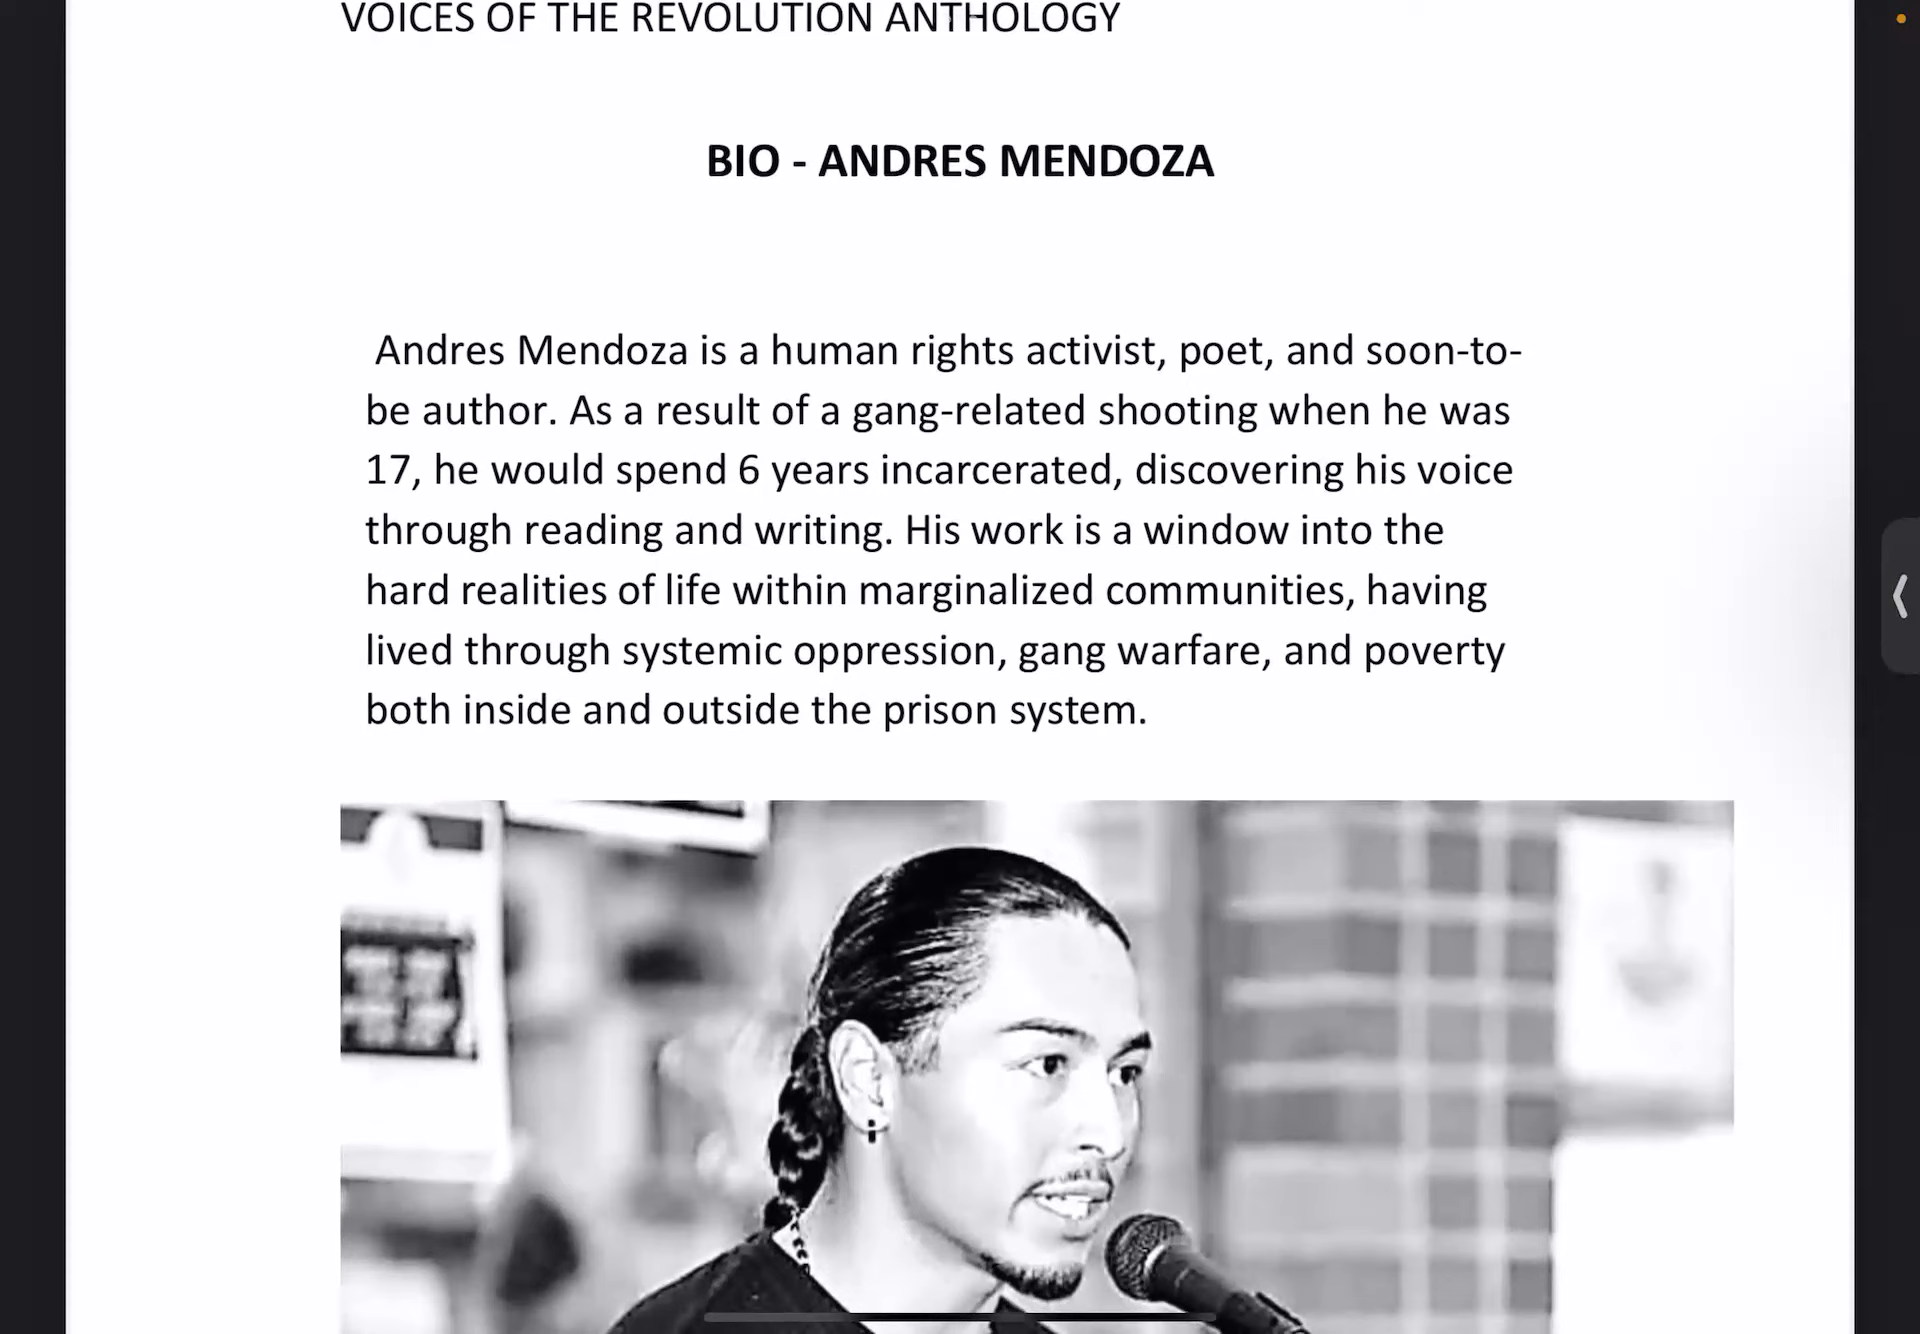 VOICES OF THE REVOLUTION ANTHOLOGY
BIO - ANDRES MENDOZA
Andres Mendoza is a human rights activist, poet, and soon-to-
be author. As a result of a gang-related shooting when he was
17, he would spend 6 years incarcerated, discovering his voice
through reading and writing. His work is a window into the
hard realities of life within marginalized communities, having
lived through systemic oppression, gang warfare, and poverty
both inside and outside the prison system.